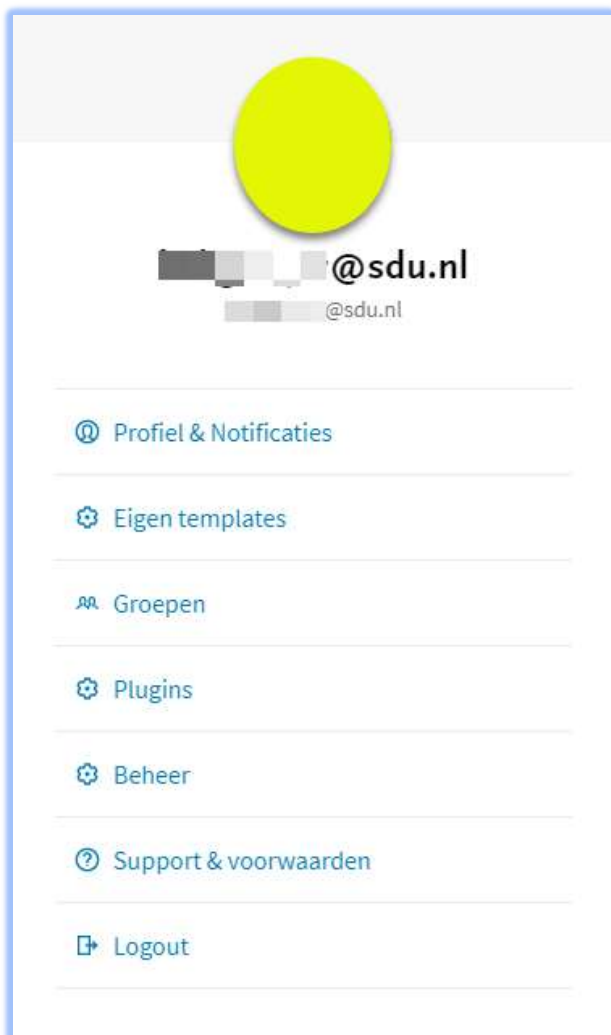 @sdu.nl
@sdu.nl
Profiel & Notificaties
Eigen templates
Groepen
Plugins
Beheer
Support & voorwaarden
Logout